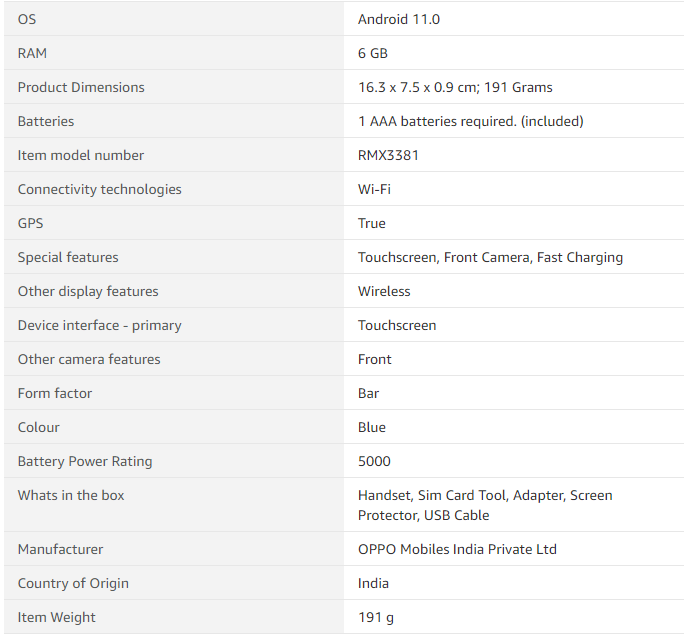 OS Android 11.0
RAM 6 GB
Product Dimensions 16.3 x 7.5 x 0.9 cm; 191 Grams
Batteries 1 AAA batteries required. (included)
Item model number RMX3381
Connectivity technologies Wi-Fi
GPS True
Special features Touchscreen, Front Camera, Fast Charging
Other display features Wireless
Device interface - primary Touchscreen
Other camera features Front
Form factor Bar
Colour Blue
Battery Power Rating 5000
Whats in the box Handset, Sim Card Tool, Adapter, Screen
Protector, USB Cable
Manufacturer OPPO Mobiles India Private Ltd
Country of Origin India
Item Weight 191 g